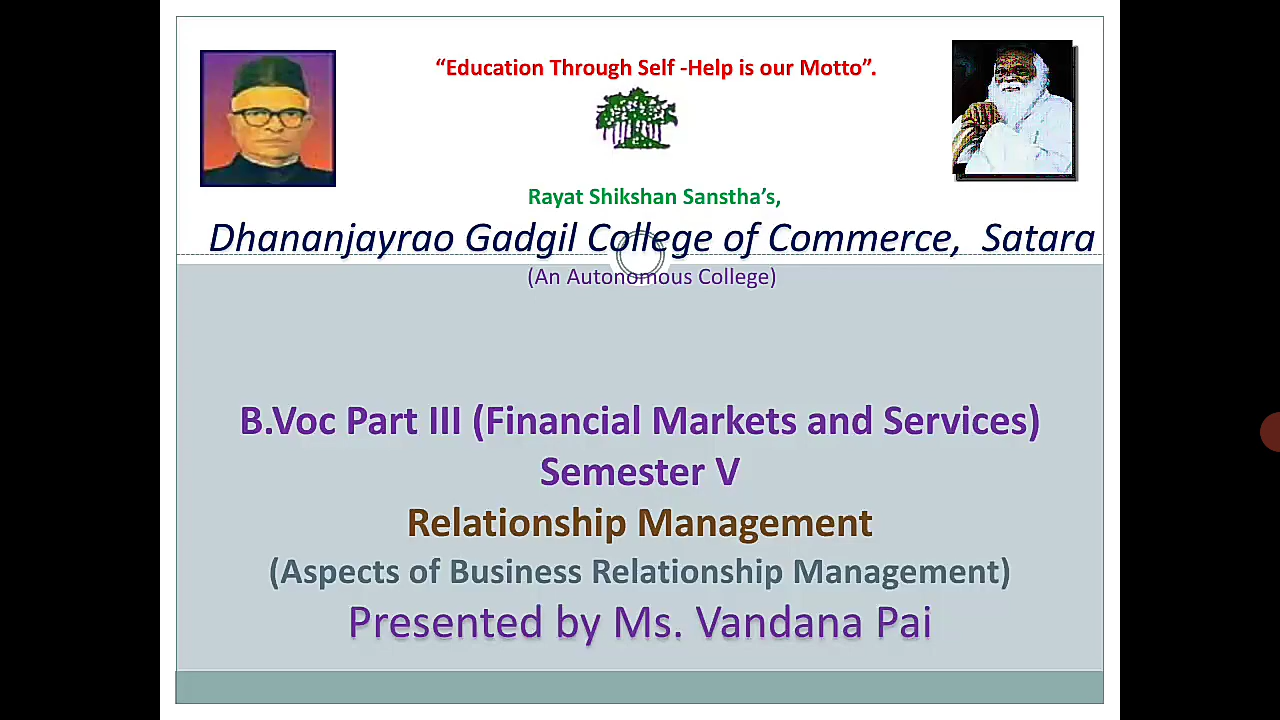 “Education Through Self -Help is our Motto”.
Rayat Shikshan Sanstha’s,
Dhananjayrao Gadgil College of Commerce, Satara
(An Autonomous College)
B.Voc Part III (Financial Markets and Services)
Semester V
Relationship Management
(Aspects of Business Relationship Management)
Presented by Ms. Vandana Pai